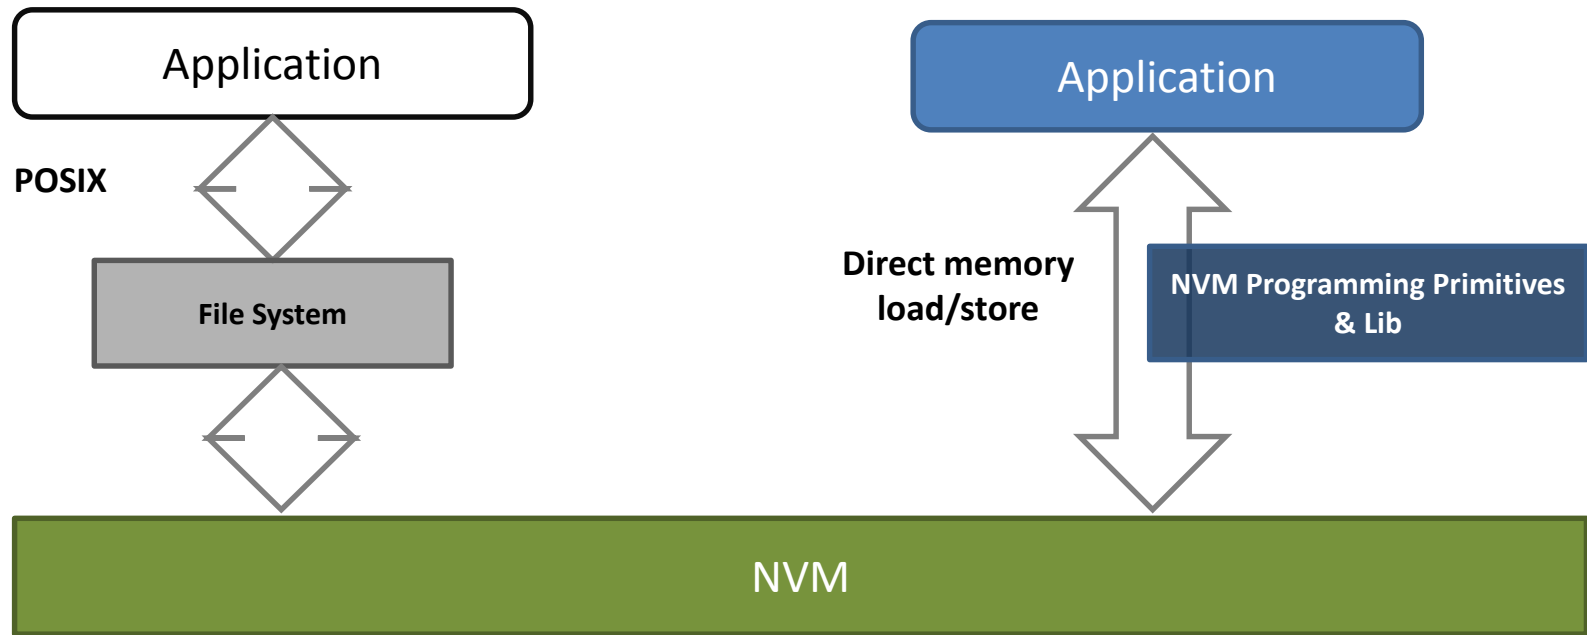 Application
POSIX
File System
Application
Direct memory
load/store
NVM Programming Primitives
& Lib
NVM